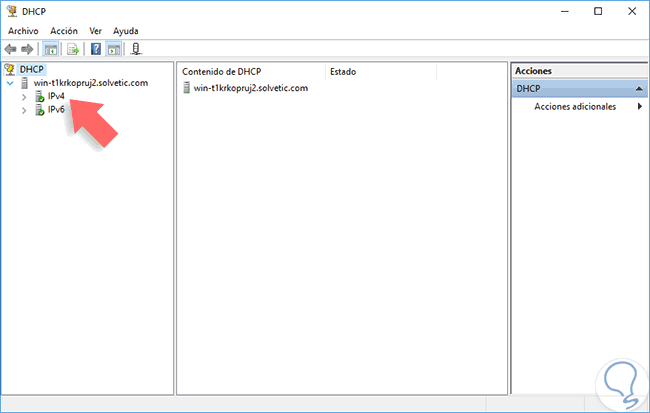 DHCP
Archivo Acción Ver Ayuda
DHCP
win-t1krkopruj2.solvetic.com
IPv4
IPv6
Contenido de DHCP Estado
win-t1krkopruj2.solvetic.com
Acciones
DHCP
Acciones adicionales